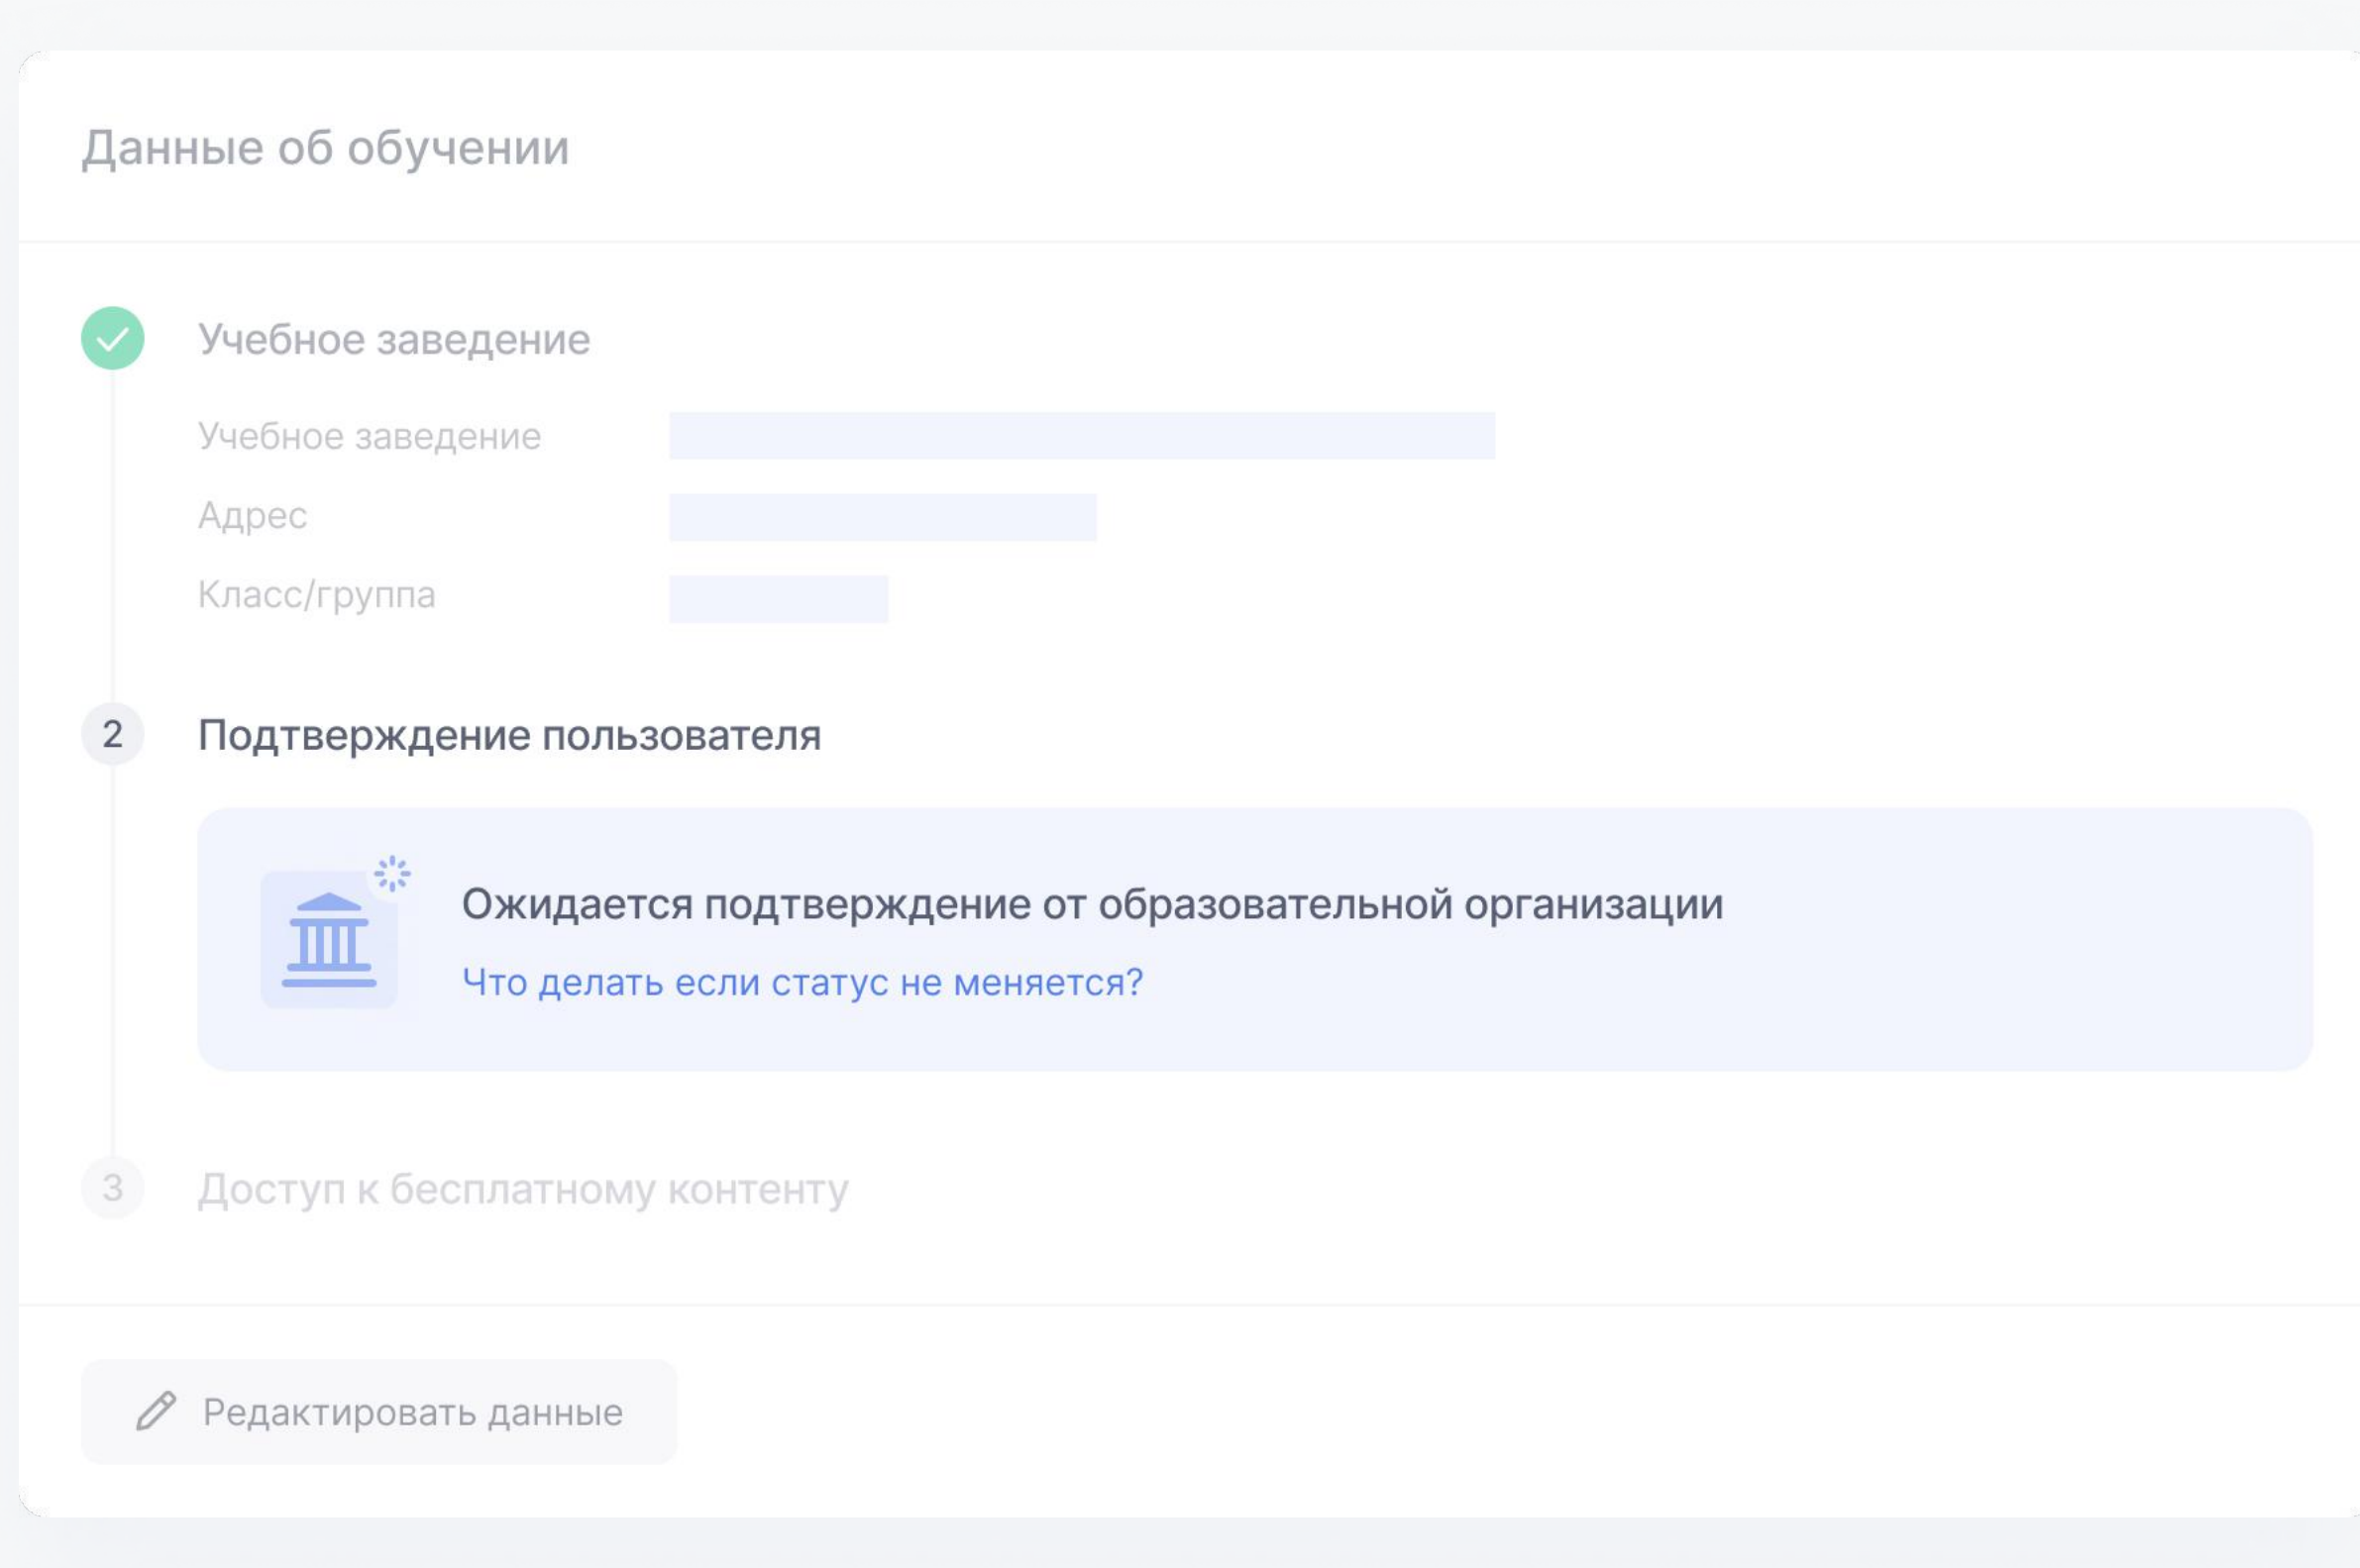 Данные об обучении
Учебное заведение
Учебное заведение
Адрес
Класс/группа
2
Подтверждение пользователя
Ожидается подтверждение от образовательной организации
Что делать если статус не меняется?
3
Доступ к бесплатному контенту
Редактировать данные